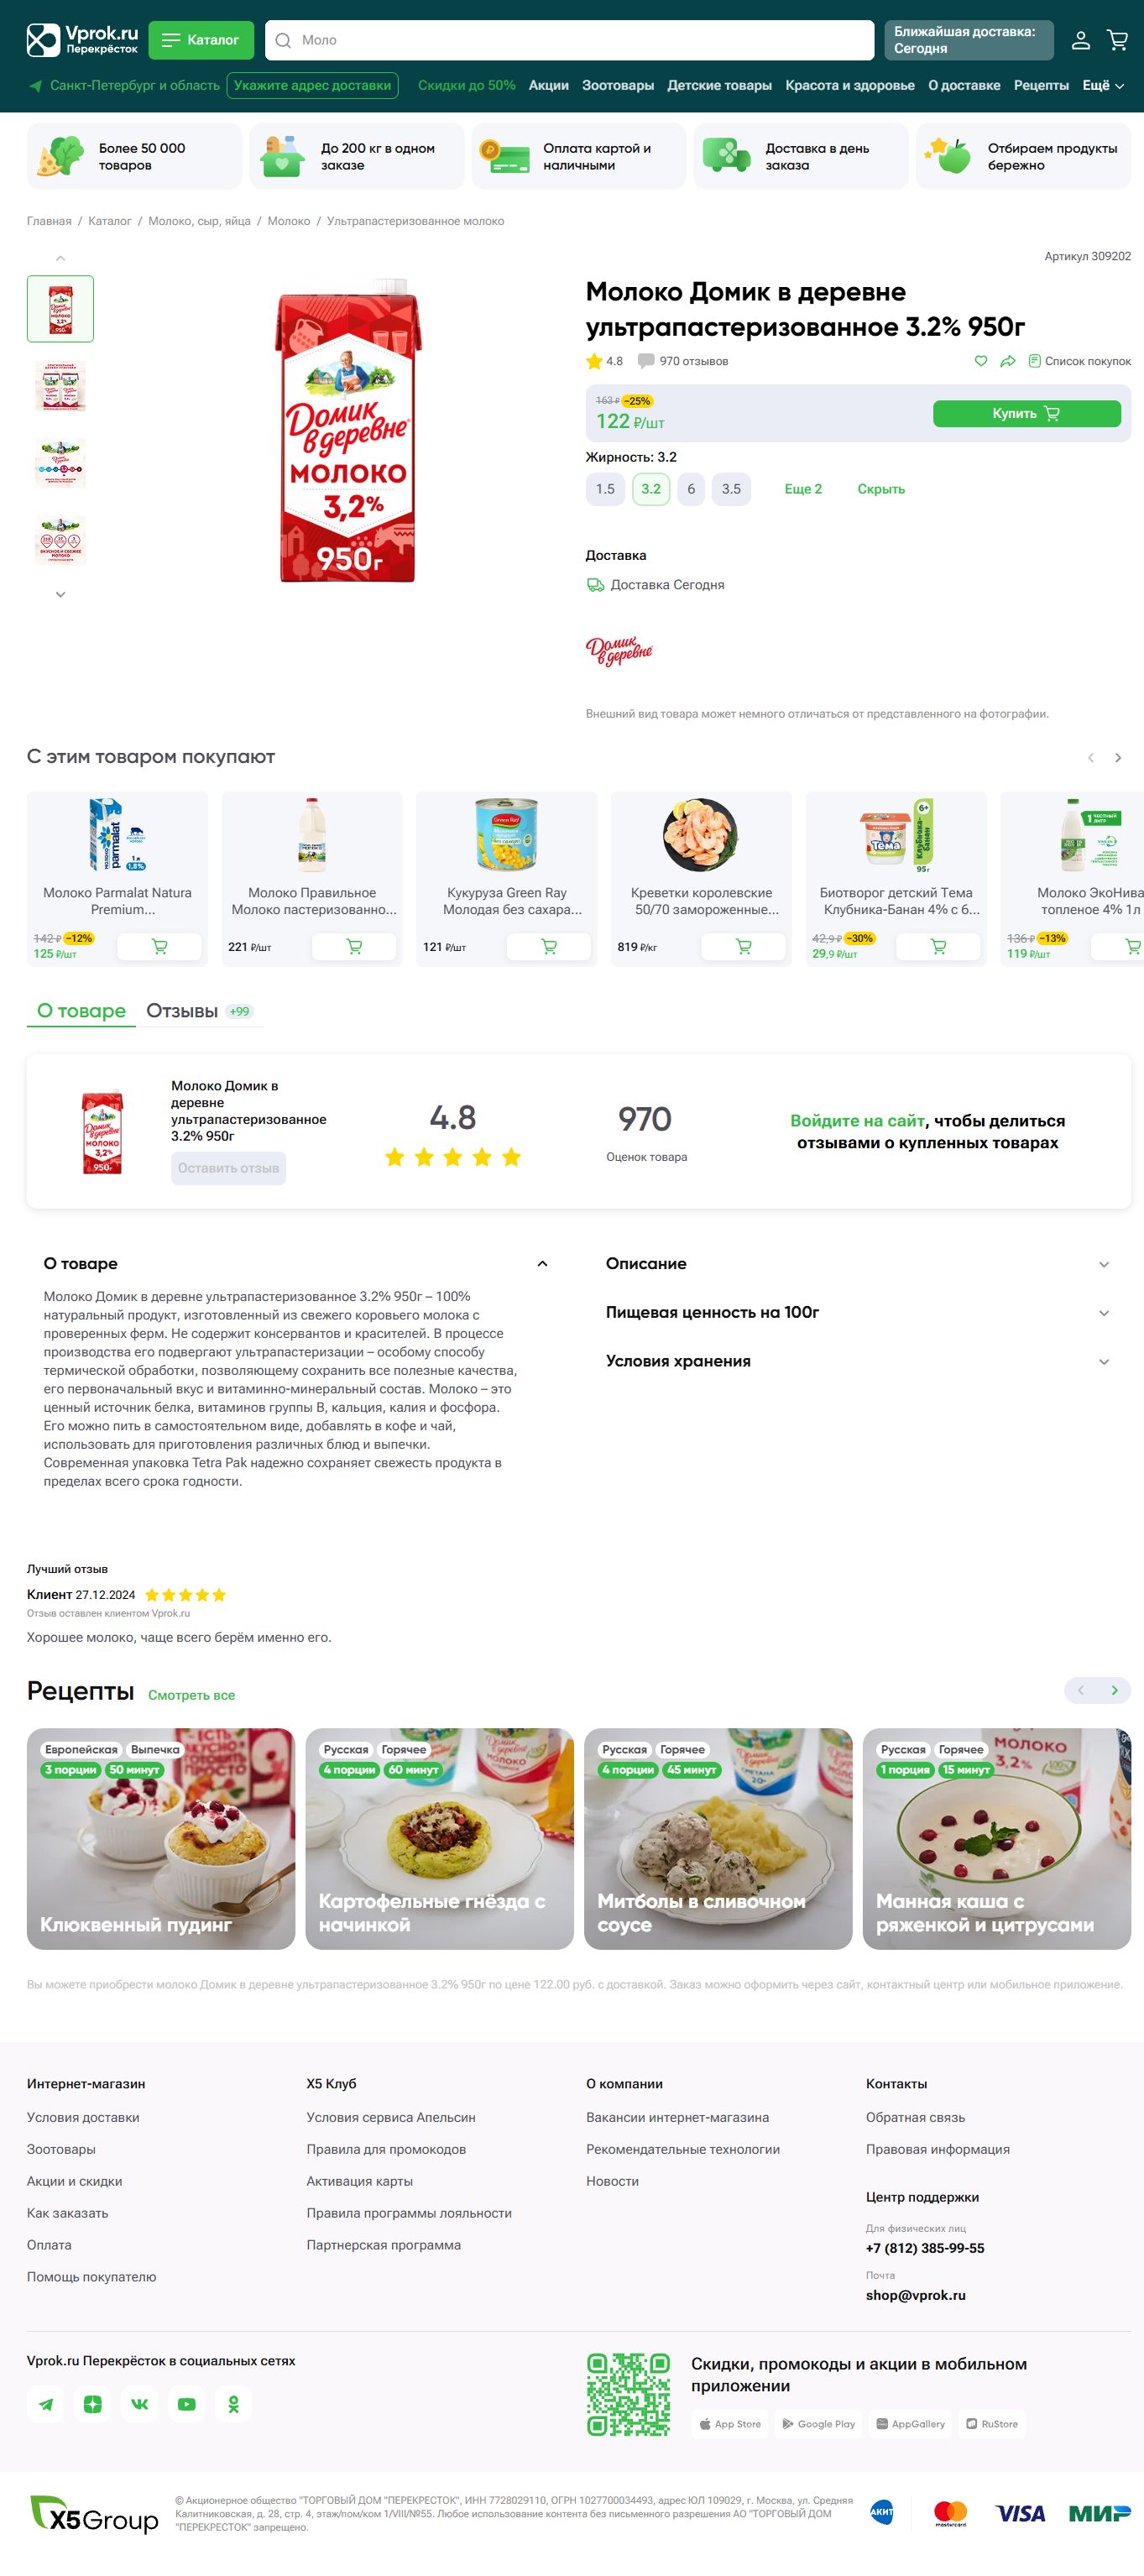 Vprok.ru
Перекрёсток
Каталог
Моло
Ближайшая доставка:
Сегодня
Санкт-Петербург и область
Укажите адрес доставки
Скидки до 50%
Акции
Зоотовары
Детские товары
Красота и здоровье
О доставке
Рецепты
Ещё
Более 50 000
товаров
До 200 кг в одном
заказе
Оплата картой и
наличными
Доставка в день
заказа
Отбираем продукты
бережно
Главная / Каталог / Молоко, сыр, яйца / Молоко / Ультрапастеризованное молоко
Артикул 309202
Домик
в деревне
МОЛОКО
3,2%
950г
Молоко Домик в деревне
ультрапастеризованное 3.2% 950г
4.8
970 отзывов
Список покупок
163 ₽ −25%
122 ₽/шт
Купить
Жирность: 3.2
1.5
3.2
6
3.5
Еще 2
Скрыть
Доставка
Доставка Сегодня
Домик
в деревне
Внешний вид товара может немного отличаться от представленного на фотографии.
С этим товаром покупают
Молоко Parmalat Natura
Premium...
142 ₽ −12%
125 ₽/шт
Молоко Правильное
Молоко пастеризованно...
221 ₽/шт
Кукуруза Green Ray
Молодая без сахара...
121 ₽/шт
Креветки королевские
50/70 замороженные...
819 ₽/кг
Биотворог детский Тема
Клубника-Банан 4% с 6...
42,9 ₽ −30%
29,9 ₽/шт
Молоко ЭкоНива
топленое 4% 1л
136 ₽ −13%
119 ₽/шт
О товаре
Отзывы
+99
Молоко Домик в
деревне
ультрапастеризованное
3.2% 950г
Оставить отзыв
4.8
970
Оценок товара
Войдите на сайт, чтобы делиться
отзывами о купленных товарах
О товаре
Молоко Домик в деревне ультрапастеризованное 3.2% 950г – 100%
натуральный продукт, изготовленный из свежего коровьего молока с
проверенных ферм. Не содержит консервантов и красителей. В процессе
производства его подвергают ультрапастеризации – особому способу
термической обработки, позволяющему сохранить все полезные качества,
его первоначальный вкус и витаминно-минеральный состав. Молоко – это
ценный источник белка, витаминов группы В, кальция, калия и фосфора.
Его можно пить в самостоятельном виде, добавлять в кофе и чай,
использовать для приготовления различных блюд и выпечки.
Современная упаковка Tetra Pak надежно сохраняет свежесть продукта в
пределах всего срока годности.
Описание
Пищевая ценность на 100г
Условия хранения
Лучший отзыв
Клиент 27.12.2024
Отзыв оставлен клиентом Vprok.ru
Хорошее молоко, чаще всего берём именно его.
Рецепты
Смотреть все
Европейская
Выпечка
3 порции
50 минут
Клюквенный пудинг
Русская
Горячее
4 порции
60 минут
Картофельные гнёзда с
начинкой
Русская
Горячее
4 порции
45 минут
Митболы в сливочном
соусе
Русская
Горячее
1 порция
15 минут
Манная каша с
ряженкой и цитрусами
Вы можете приобрести молоко Домик в деревне ультрапастеризованное 3.2% 950г по цене 122.00 руб. с доставкой. Заказ можно оформить через сайт, контактный центр или мобильное приложение.
Интернет-магазин
Условия доставки
Зоотовары
Акции и скидки
Как заказать
Оплата
Помощь покупателю
X5 Клуб
Условия сервиса Апельсин
Правила для промокодов
Активация карты
Правила программы лояльности
Партнерская программа
О компании
Вакансии интернет-магазина
Рекомендательные технологии
Новости
Контакты
Обратная связь
Правовая информация
Центр поддержки
Для физических лиц
+7 (812) 385-99-55
Почта
shop@vprok.ru
Vprok.ru Перекрёсток в социальных сетях
Скидки, промокоды и акции в мобильном
приложении
App Store
Google Play
AppGallery
RuStore
X5Group
© Акционерное общество "ТОРГОВЫЙ ДОМ "ПЕРЕКРЕСТОК", ИНН 7728029110, ОГРН 1027700034493, адрес ЮЛ 109029, г. Москва, ул. Средняя
Калитниковская, д. 28, стр. 4, этаж/пом/ком 1/VIII/№55. Любое использование контента без письменного разрешения АО "ТОРГОВЫЙ ДОМ
"ПЕРЕКРЕСТОК" запрещено.
АКИТ
mastercard
VISA
МИР